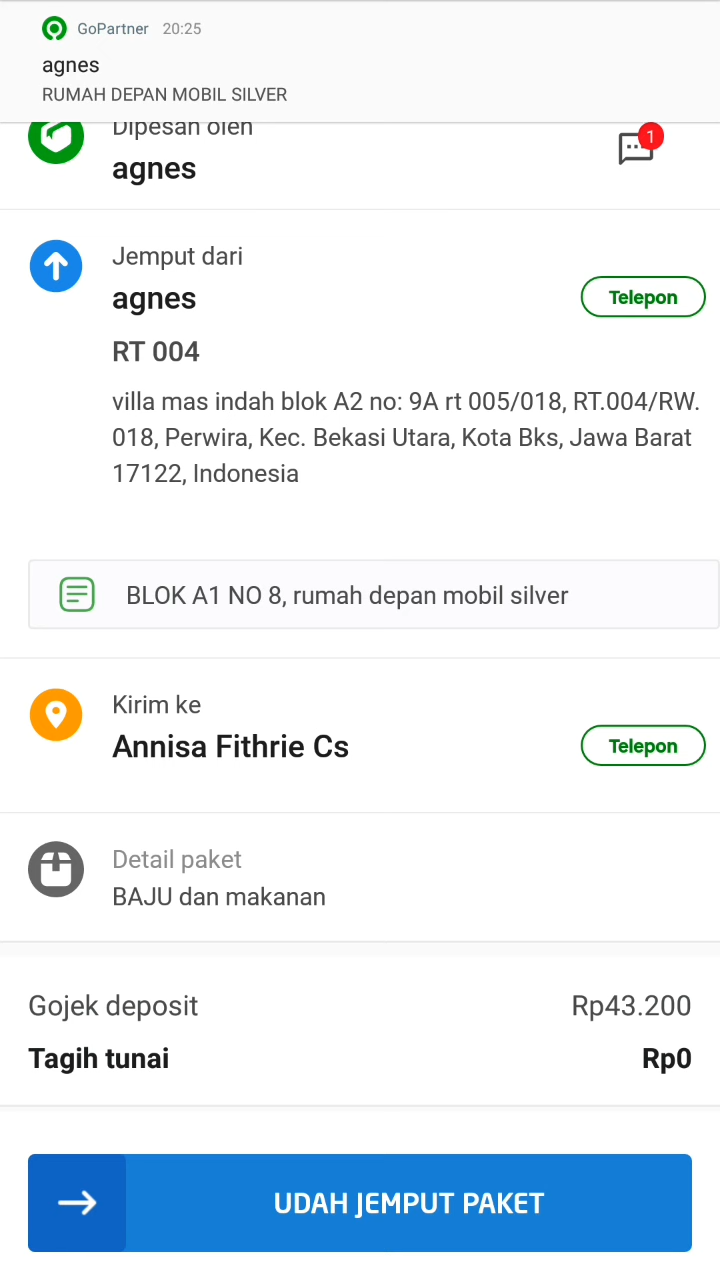 GoPartner 20:25
agnes
RUMAH DEPAN MOBIL SILVER
Dipesan oleh
agnes
1
Jemput dari
agnes
Telepon
RT 004
villa mas indah blok A2 no: 9A rt 005/018, RT.004/RW.
018, Perwira, Kec. Bekasi Utara, Kota Bks, Jawa Barat
17122, Indonesia
BLOK A1 NO 8, rumah depan mobil silver
Kirim ke
Annisa Fithrie Cs
Telepon
Detail paket
BAJU dan makanan
Gojek deposit Rp43.200
Tagih tunai Rp0
UDAH JEMPUT PAKET